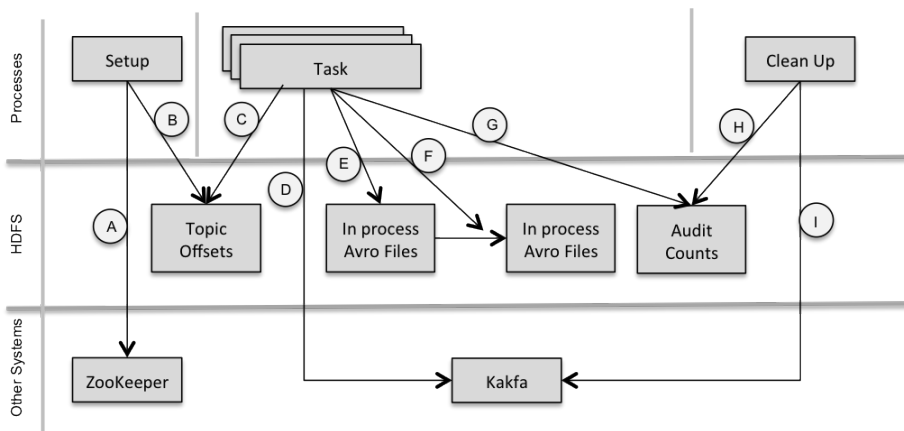 Processes
Setup
Task
Clean Up
B
C
G
H
E
F
D
A
I
HDFS
Topic
Offsets
In process
Avro Files
In process
Avro Files
Audit
Counts
Other Systems
ZooKeeper
Kakfa